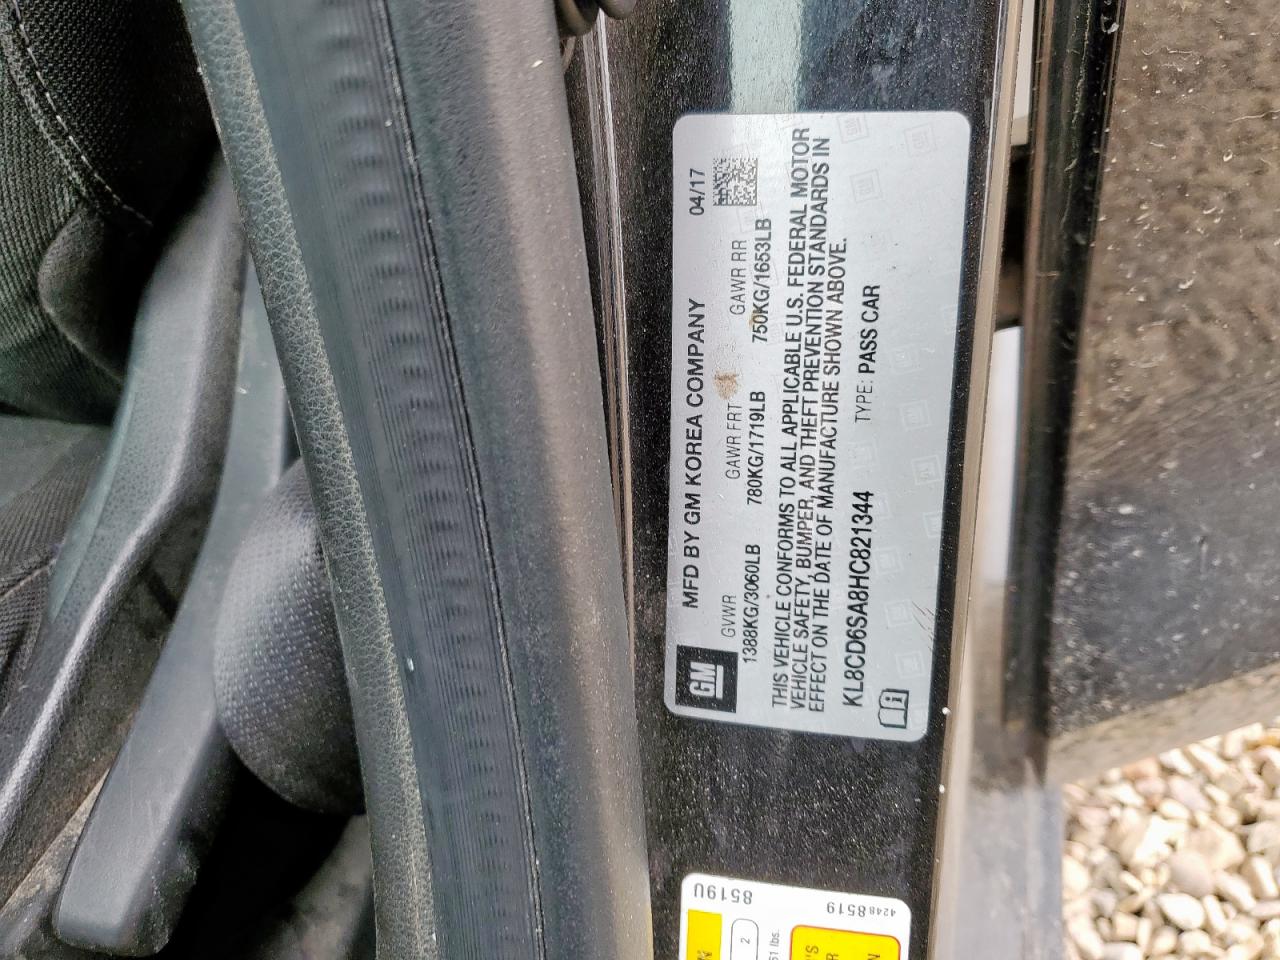 GM
MFD BY GM KOREA COMPANY 04/17
GVWR GAWR FRT GAWR RR
1388KG/3060LB 780KG/1719LB 750KG/1653LB
THIS VEHICLE CONFORMS TO ALL APPLICABLE U.S. FEDERAL MOTOR
VEHICLE SAFETY, BUMPER, AND THEFT PREVENTION STANDARDS IN
EFFECT ON THE DATE OF MANUFACTURE SHOWN ABOVE.
KL8CD6SA8HC821344 TYPE: PASS CAR
8519U
42488519
2